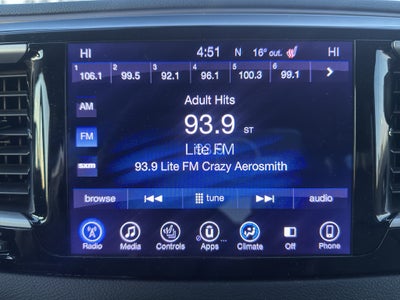 HI 4:51 N 16° out. HI
1 106.1 2 99.5 3 92.1 4 96.1 5 100.3 6 99.1
AM
Adult Hits
FM
93.9 ST
Lite FM
sxm
93.9 Lite FM Crazy Aerosmith
browse tune audio
Radio Media Controls Apps ... Climate Off Phone